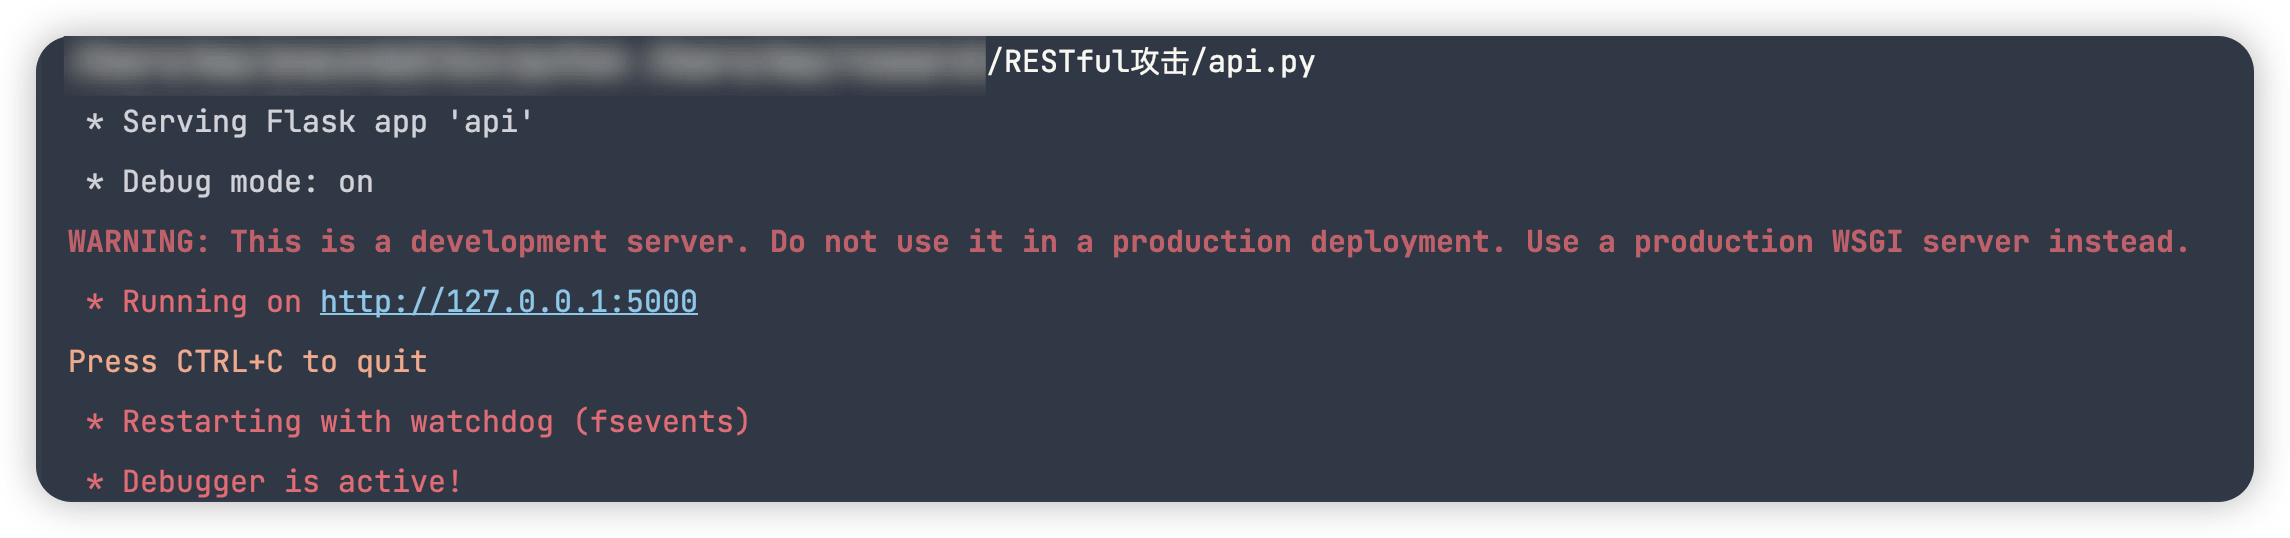 /RESTful攻击/api.py
* Serving Flask app 'api'
* Debug mode: on
WARNING: This is a development server. Do not use it in a production deployment. Use a production WSGI server instead.
* Running on http://127.0.0.1:5000
Press CTRL+C to quit
* Restarting with watchdog (fsevents)
* Debugger is active!